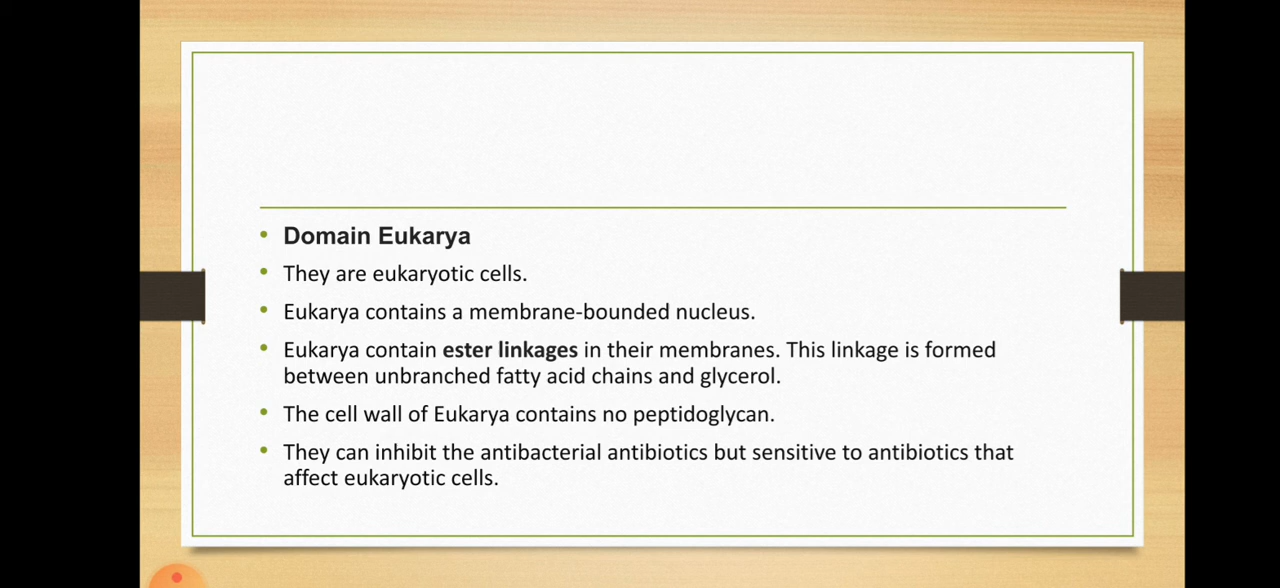 • Domain Eukarya
• They are eukaryotic cells.
• Eukarya contains a membrane-bounded nucleus.
• Eukarya contain ester linkages in their membranes. This linkage is formed
between unbranched fatty acid chains and glycerol.
• The cell wall of Eukarya contains no peptidoglycan.
• They can inhibit the antibacterial antibiotics but sensitive to antibiotics that
affect eukaryotic cells.